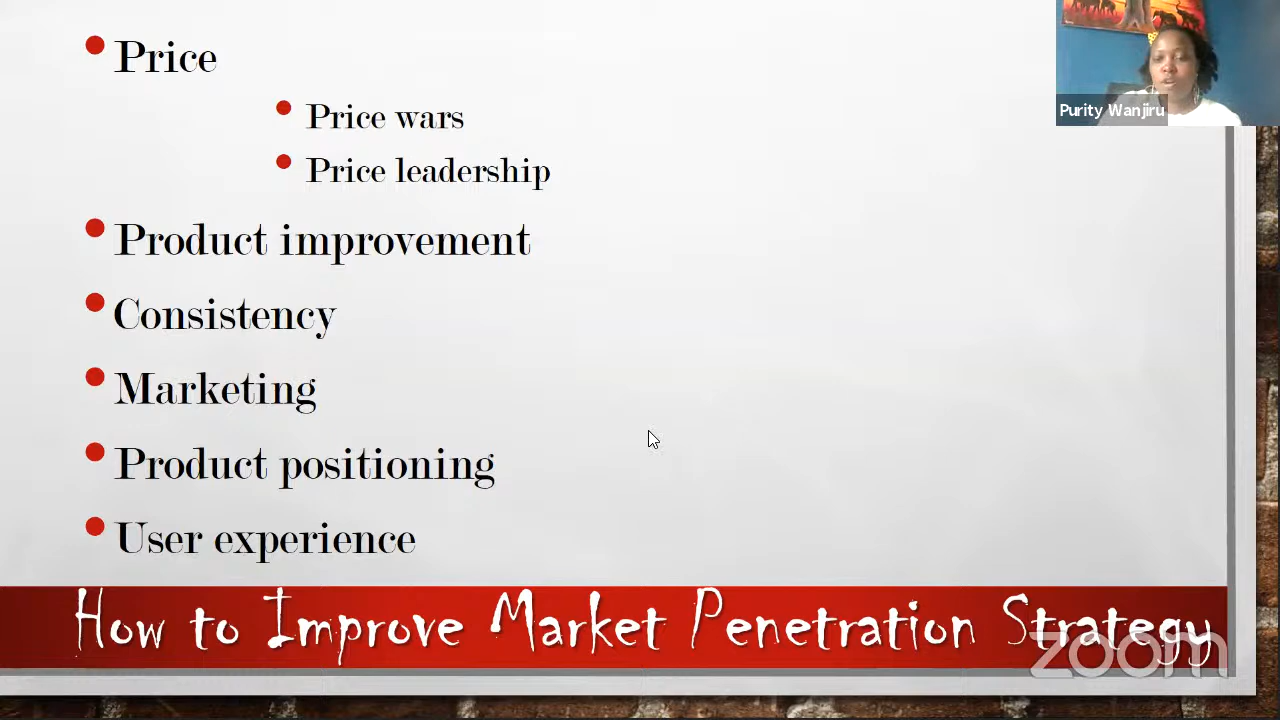 Price
Purity Wanjiru
Price wars
Price leadership
Product improvement
Consistency
Marketing
Product positioning
User experience
How to Improve Market Penetration Strategy
zoom